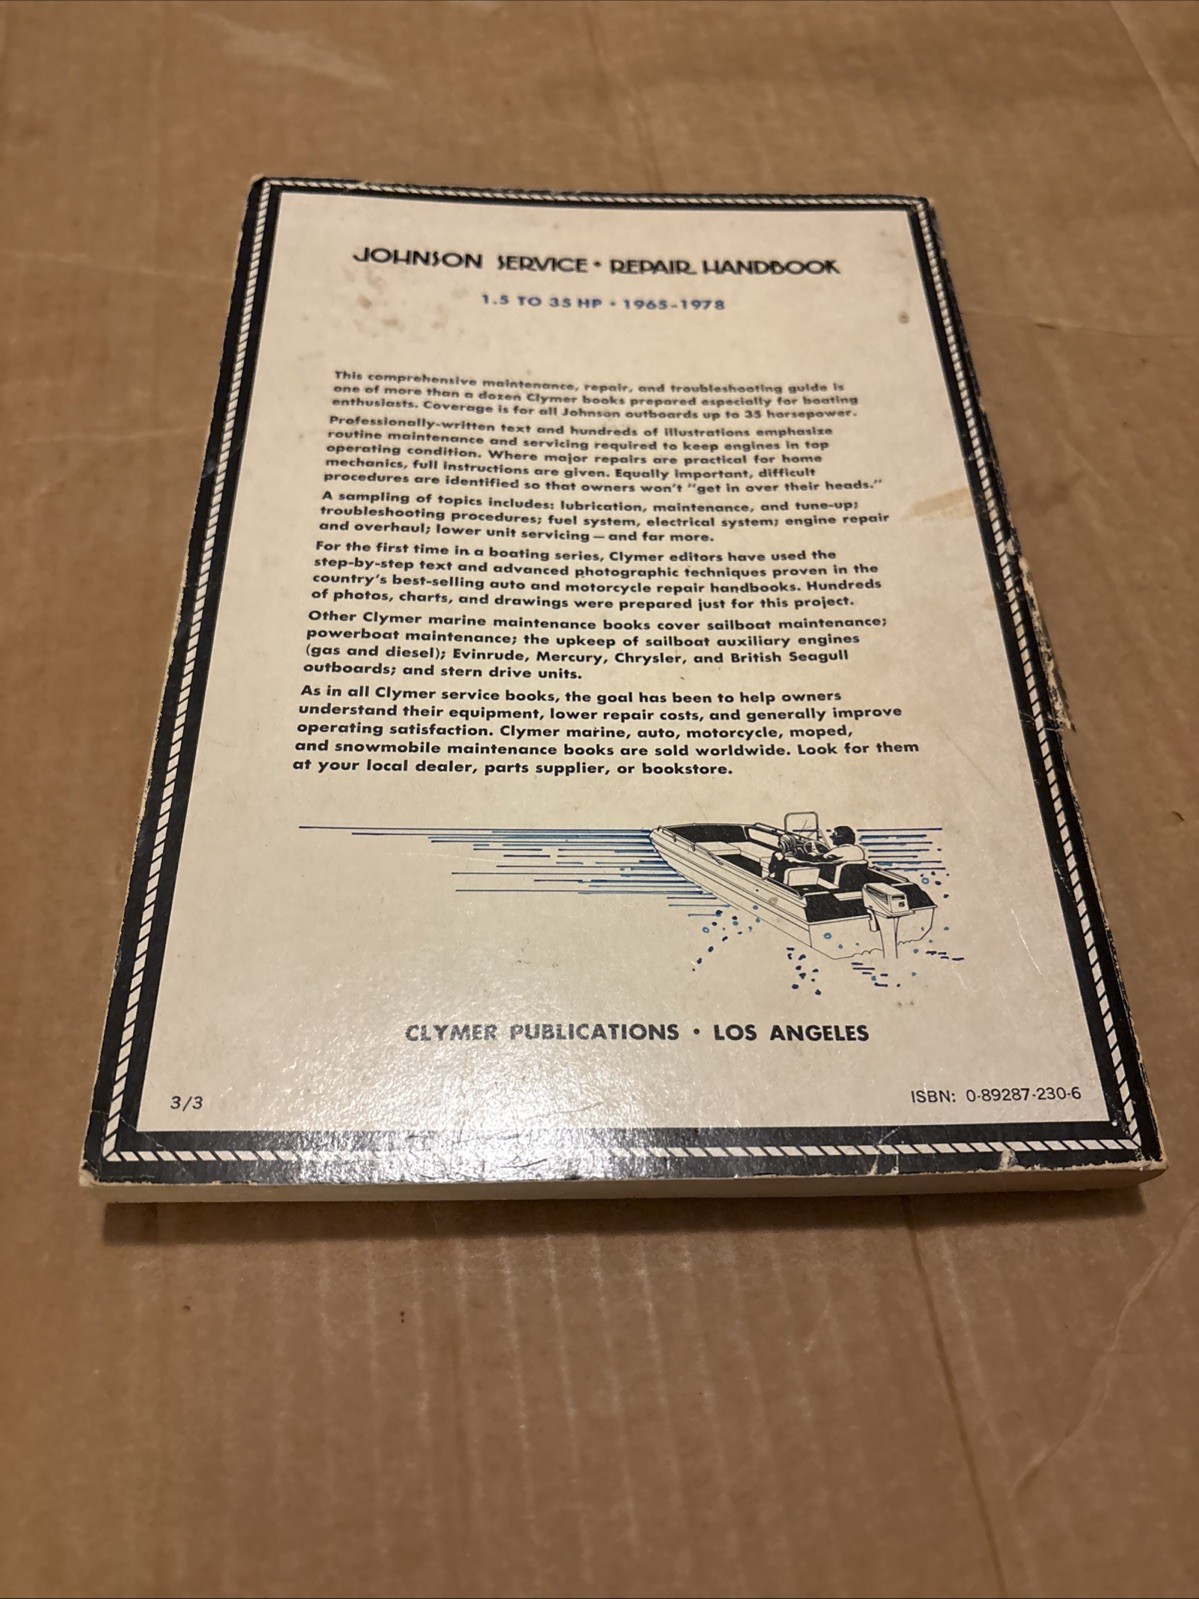 JOHNSON SERVICE • REPAIR HANDBOOK
1.5 TO 35 HP • 1965-1978
This comprehensive maintenance, repair, and troubleshooting guide is
one of more than a dozen Clymer books prepared especially for boating
enthusiasts. Coverage is for all Johnson outboards up to 35 horsepower.
Professionally-written text and hundreds of illustrations emphasize
routine maintenance and servicing required to keep engines in top
operating condition. Where major repairs are practical for home
mechanics, full instructions are given. Equally important, difficult
procedures are identified so that owners won't "get in over their heads."
A sampling of topics includes: lubrication, maintenance, and tune-up;
troubleshooting procedures; fuel system, electrical system; engine repair
and overhaul; lower unit servicing — and far more.
For the first time in a boating series, Clymer editors have used the
step-by-step text and advanced photographic techniques proven in the
country's best-selling auto and motorcycle repair handbooks. Hundreds
of photos, charts, and drawings were prepared just for this project.
Other Clymer marine maintenance books cover sailboat maintenance;
powerboat maintenance; the upkeep of sailboat auxiliary engines
(gas and diesel); Evinrude, Mercury, Chrysler, and British Seagull
outboards; and stern drive units.
As in all Clymer service books, the goal has been to help owners
understand their equipment, lower repair costs, and generally improve
operating satisfaction. Clymer marine, auto, motorcycle, moped,
and snowmobile maintenance books are sold worldwide. Look for them
at your local dealer, parts supplier, or bookstore.
CLYMER PUBLICATIONS • LOS ANGELES
3/3
ISBN: 0-89287-230-6